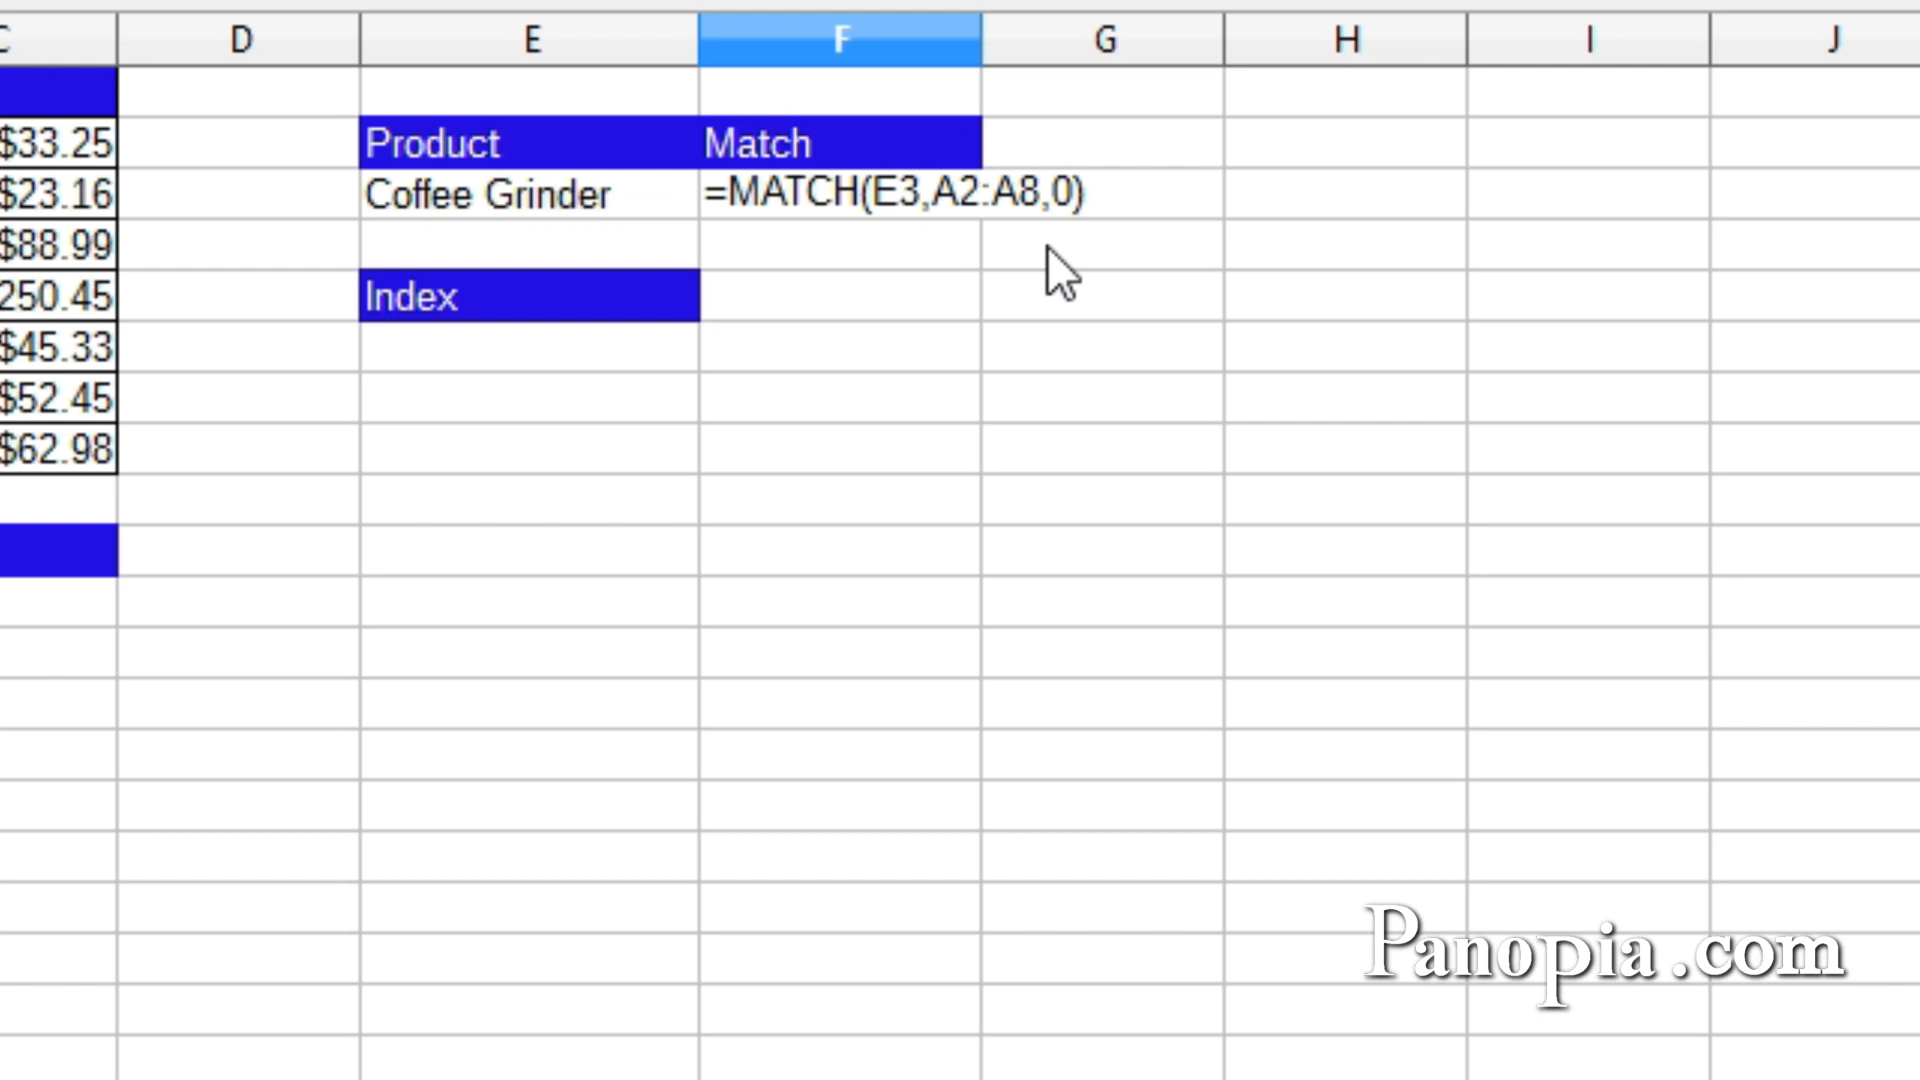 C D E F G H I J
$33.25 Product Match
$23.16 Coffee Grinder =MATCH(E3,A2:A8,0)
$88.99
250.45 Index
$45.33
$52.45
$62.98
Panopia.com